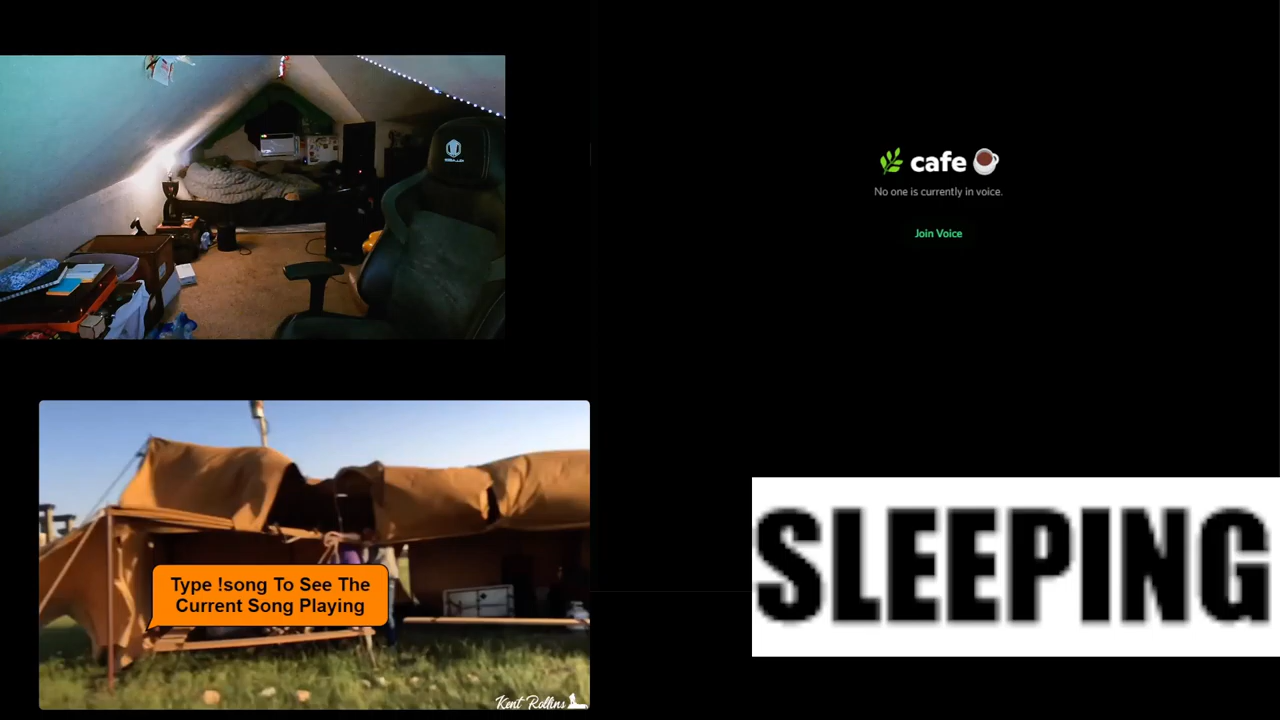 cafe
No one is currently in voice.
Join Voice
Type !song To See The
Current Song Playing
Kent Rollins
SLEEPING